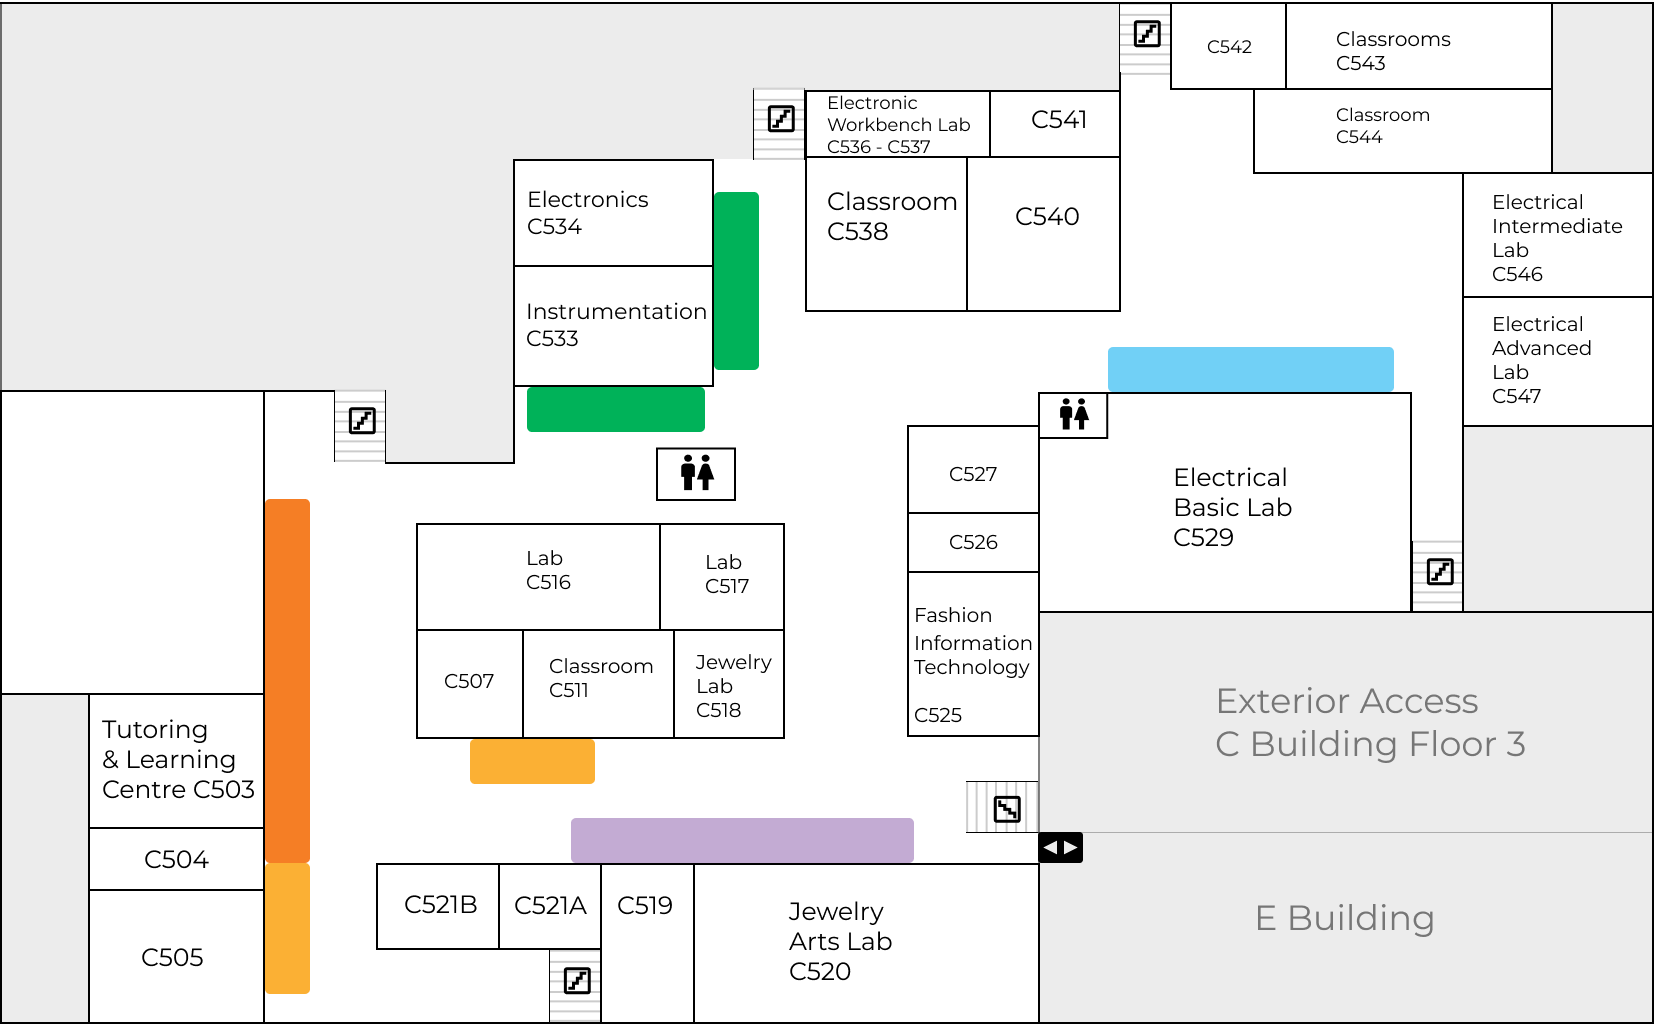 C542
Classrooms
C543
Electronic
Workbench Lab
C536 - C537
C541
Classroom
C544
Electronics
C534
Classroom
C538
C540
Electrical
Intermediate
Lab
C546
Instrumentation
C533
Electrical
Advanced
Lab
C547
C527
Electrical
Basic Lab
C529
C526
Lab
C516
Lab
C517
Fashion
Information
Technology
C525
C507
Classroom
C511
Jewelry
Lab
C518
Exterior Access
C Building Floor 3
Tutoring
& Learning
Centre C503
C504
C505
C521B
C521A
C519
Jewelry
Arts Lab
C520
E Building